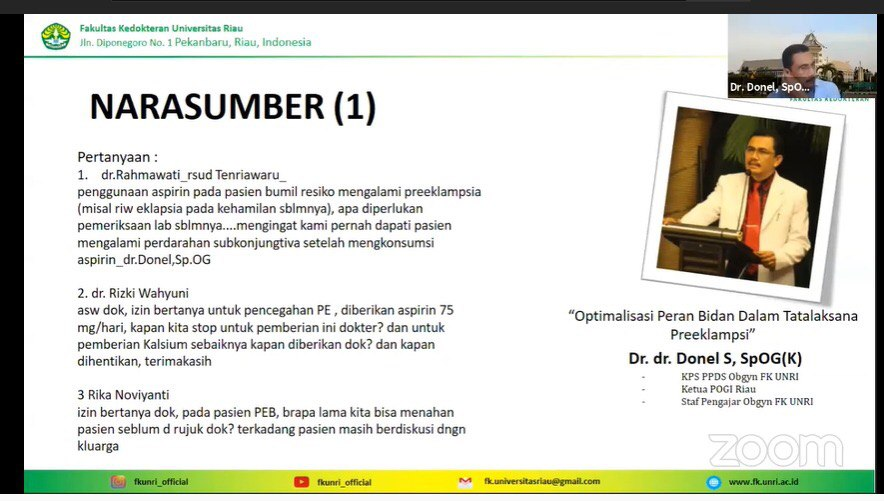 Fakultas Kedokteran Universitas Riau
Jln. Diponegoro No. 1 Pekanbaru, Riau, Indonesia
Dr. Donel, SpO...
FAKULTAS KEDOKTERAN
NARASUMBER (1)
Pertanyaan :
1. dr.Rahmawati_rsud Tenriawaru_
penggunaan aspirin pada pasien bumil resiko mengalami preeklampsia
(misal riw eklapsia pada kehamilan sblmnya), apa diperlukan
pemeriksaan lab sblmnya....mengingat kami pernah dapati pasien
mengalami perdarahan subkonjungtiva setelah mengkonsumsi
aspirin_dr.Donel,Sp.OG
2. dr. Rizki Wahyuni
asw dok, izin bertanya untuk pencegahan PE , diberikan aspirin 75
mg/hari, kapan kita stop untuk pemberian ini dokter? dan untuk
pemberian Kalsium sebaiknya kapan diberikan dok? dan kapan
dihentikan, terimakasih
3 Rika Noviyanti
izin bertanya dok, pada pasien PEB, brapa lama kita bisa menahan
pasien seblum d rujuk dok? terkadang pasien masih berdiskusi dngn
kluarga
“Optimalisasi Peran Bidan Dalam Tatalaksana
Preeklampsi”
Dr. dr. Donel S, SpOG(K)
- KPS PPDS Obgyn FK UNRI
- Ketua POGI Riau
- Staf Pengajar Obgyn FK UNRI
zoom
fkunri_official
fkunri_official
fk.universitasriau@gmail.com
www.fk.unri.ac.id